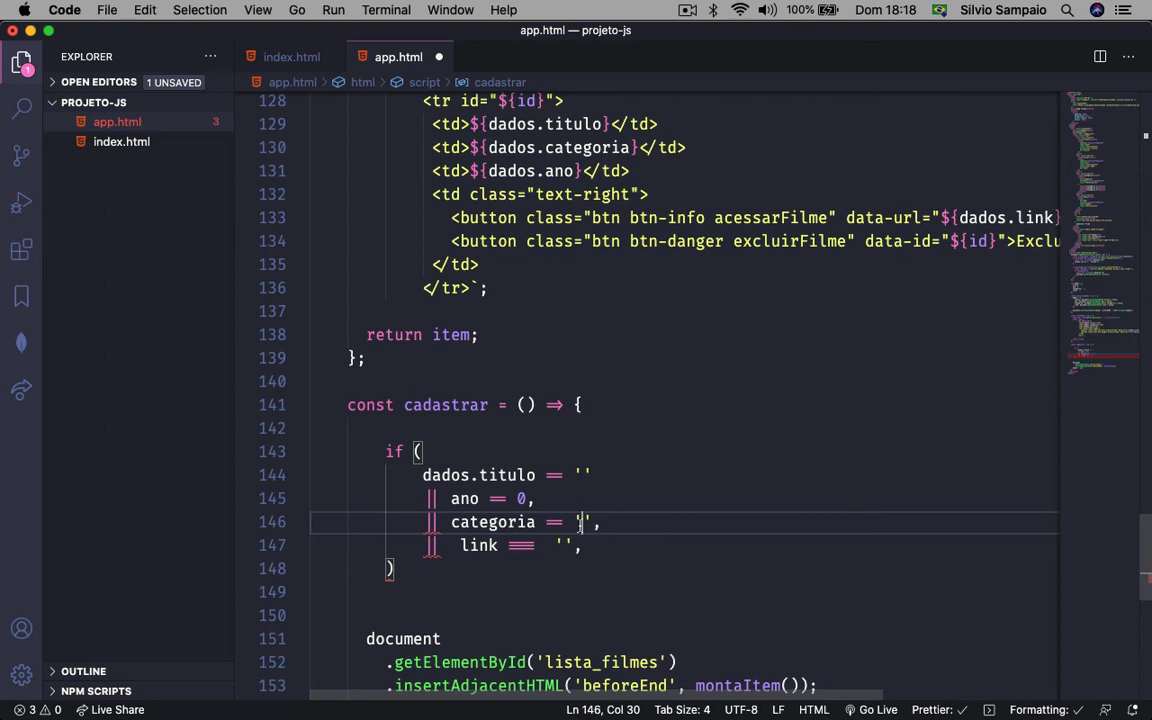 Code File Edit Selection View Go Run Terminal Window Help 100% Dom 18:18 Silvio Sampaio
app.html — projeto-js
EXPLORER
index.html app.html
OPEN EDITORS 1 UNSAVED
app.html html script cadastrar
PROJETO-JS
app.html 3
index.html
1
128 <tr id="${id}">
129 <td>${dados.titulo}</td>
130 <td>${dados.categoria}</td>
131 <td>${dados.ano}</td>
132 <td class="text-right">
133 <button class="btn btn-info acessarFilme" data-url="${dados.link}
134 <button class="btn btn-danger excluirFilme" data-id="${id}">Exclu
135 </td>
136 </tr>`;
137
138 return item;
139 };
140
141 const cadastrar = () => {
142
143 if (
144 dados.titulo == ''
145 || ano == 0,
146 || categoria == '',
147 || link === '',
148 )
149
150
151 document
152 .getElementById('lista_filmes')
153 .insertAdjacentHTML('beforeEnd', montaItem());
OUTLINE
NPM SCRIPTS
3 0 Live Share Ln 146, Col 30 Tab Size: 4 UTF-8 LF HTML Go Live Prettier: ✓ Formatting: ✓